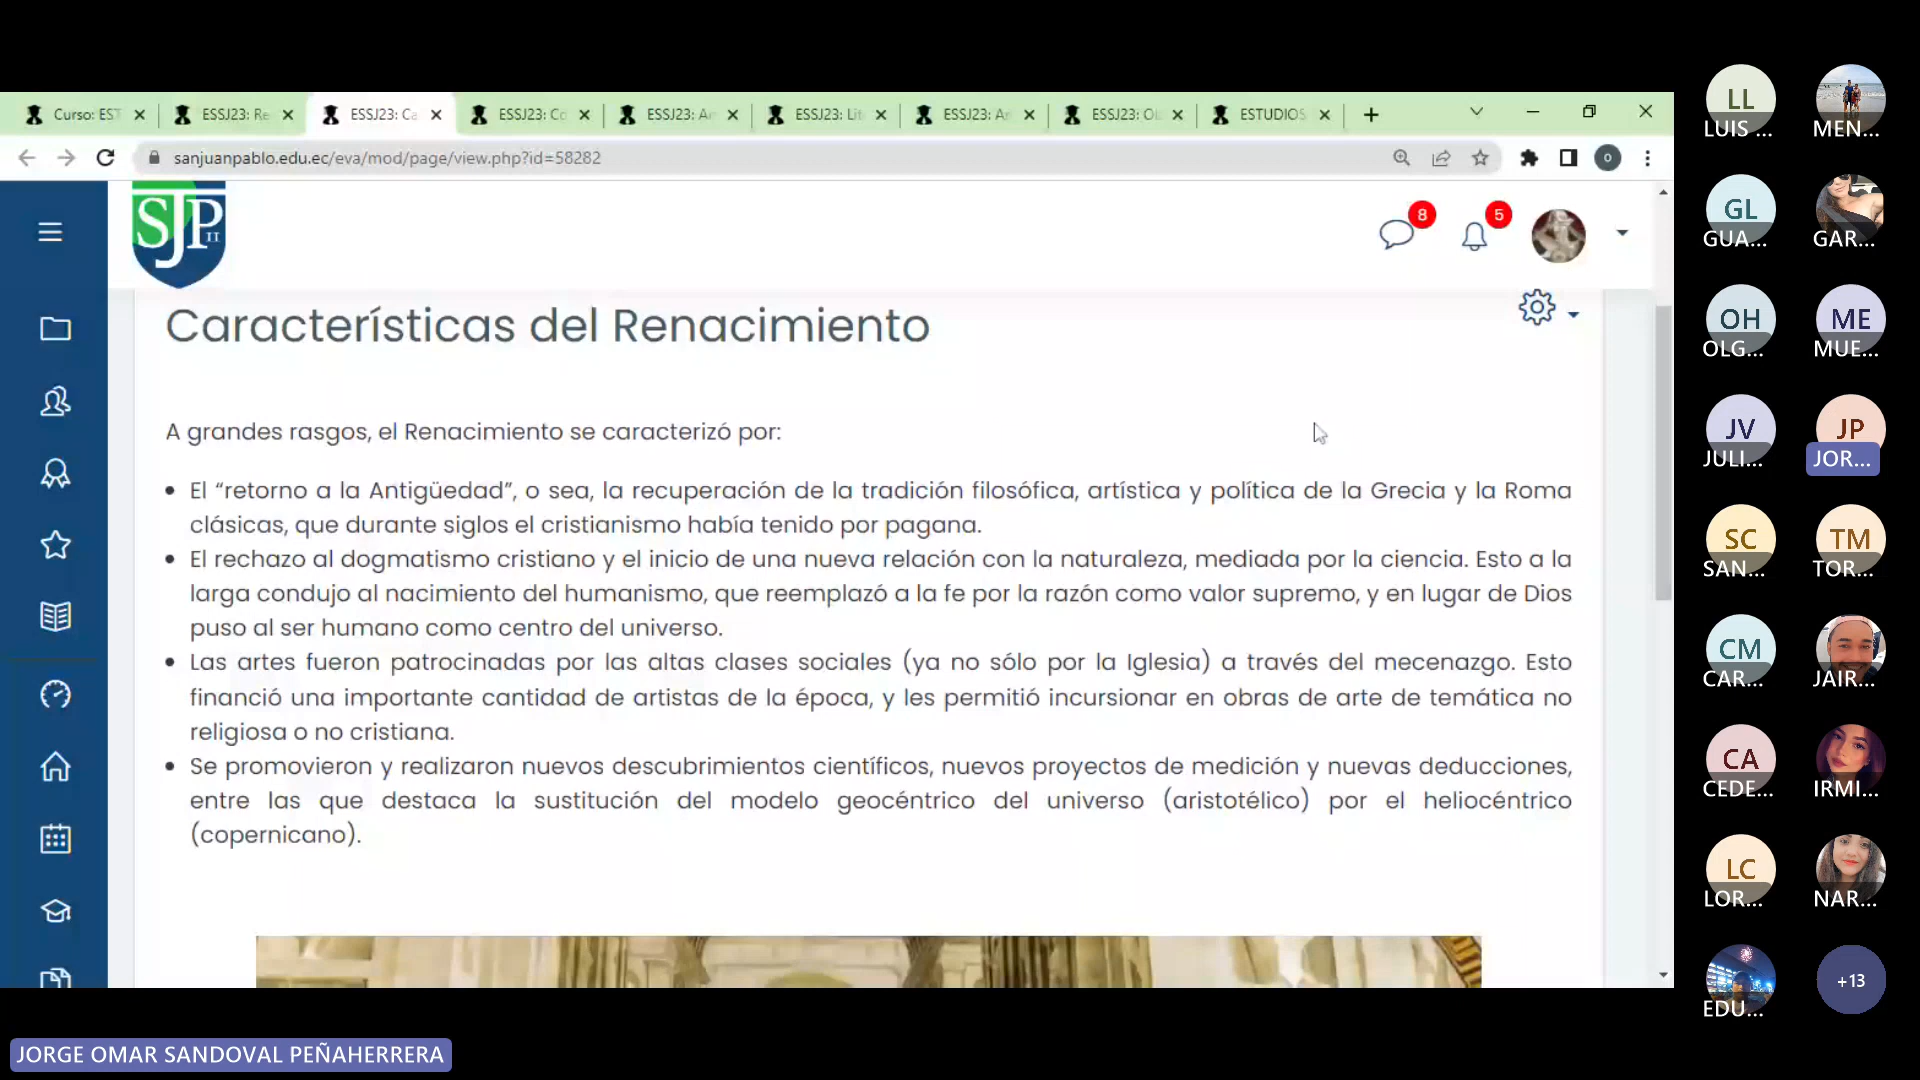 Curso: EST
ESSJ23: Re
ESSJ23: Ca
ESSJ23: Co
ESSJ23: Ar
ESSJ23: Lit
ESSJ23: Ar
ESSJ23: Ol
ESTUDIOS
sanjuanpablo.edu.ec/eva/mod/page/view.php?id=58282
O
SJP II
8
5
Características del Renacimiento
A grandes rasgos, el Renacimiento se caracterizó por:
El “retorno a la Antigüedad”, o sea, la recuperación de la tradición filosófica, artística y política de la Grecia y la Roma
clásicas, que durante siglos el cristianismo había tenido por pagana.
El rechazo al dogmatismo cristiano y el inicio de una nueva relación con la naturaleza, mediada por la ciencia. Esto a la
larga condujo al nacimiento del humanismo, que reemplazó a la fe por la razón como valor supremo, y en lugar de Dios
puso al ser humano como centro del universo.
Las artes fueron patrocinadas por las altas clases sociales (ya no sólo por la Iglesia) a través del mecenazgo. Esto
financió una importante cantidad de artistas de la época, y les permitió incursionar en obras de arte de temática no
religiosa o no cristiana.
Se promovieron y realizaron nuevos descubrimientos científicos, nuevos proyectos de medición y nuevas deducciones,
entre las que destaca la sustitución del modelo geocéntrico del universo (aristotélico) por el heliocéntrico
(copernicano).
LL
LUIS ...
MEN...
GL
GUA...
GAR...
OH
OLG...
ME
MUE...
JV
JULI...
JP
JOR...
SC
SAN...
TM
TOR...
CM
CAR...
JAIR...
CA
CEDE...
IRMI...
LC
LOR...
NAR...
EDU...
+13
JORGE OMAR SANDOVAL PEÑAHERRERA